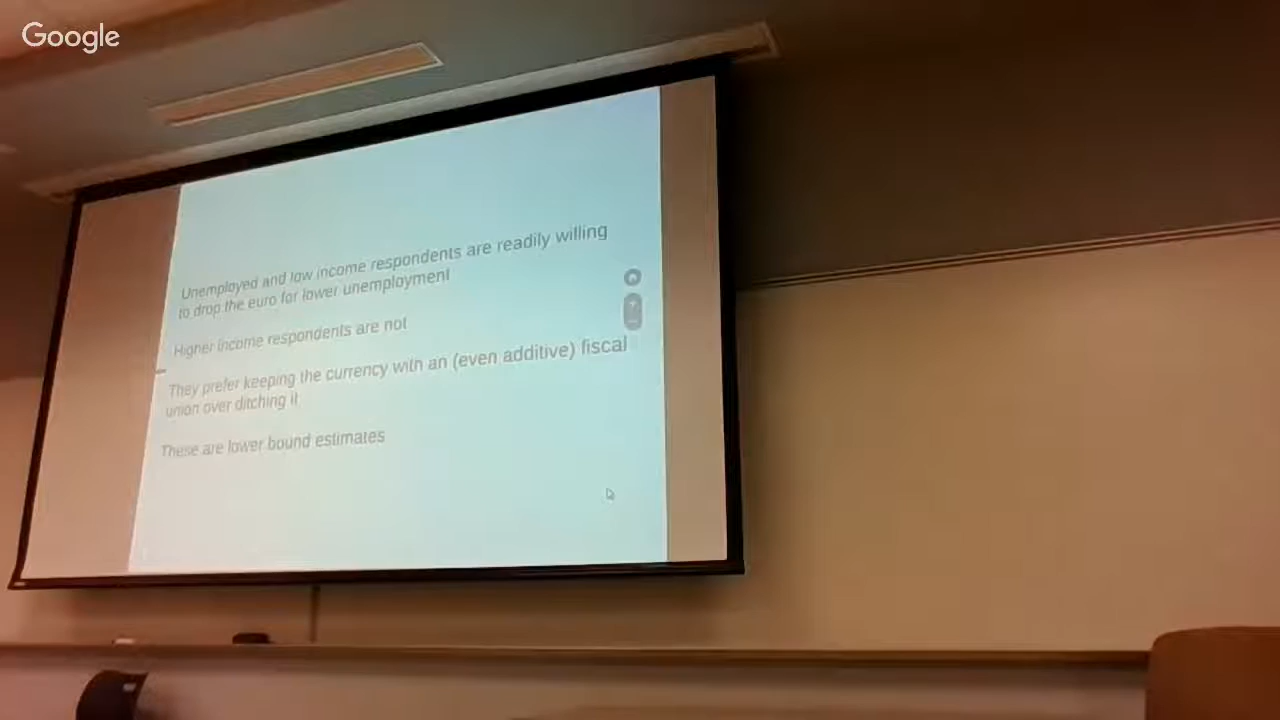 Google
Unemployed and low income respondents are readily willing
to drop the euro for lower unemployment
Higher income respondents are not
They prefer keeping the currency with an (even additive) fiscal
union over ditching it
These are lower bound estimates